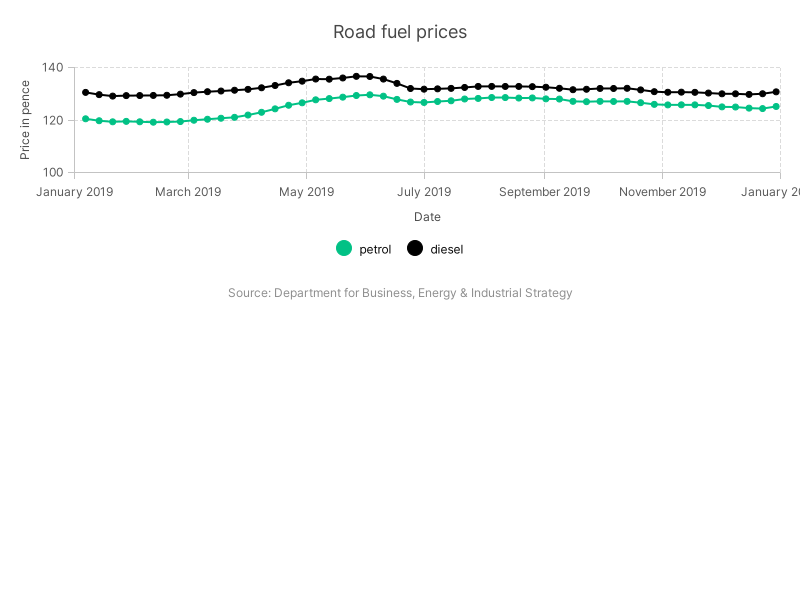 Road fuel prices
140
120
100
Price in pence
January 2019 March 2019 May 2019 July 2019 September 2019 November 2019 January 20
Date
petrol diesel
Source: Department for Business, Energy & Industrial Strategy